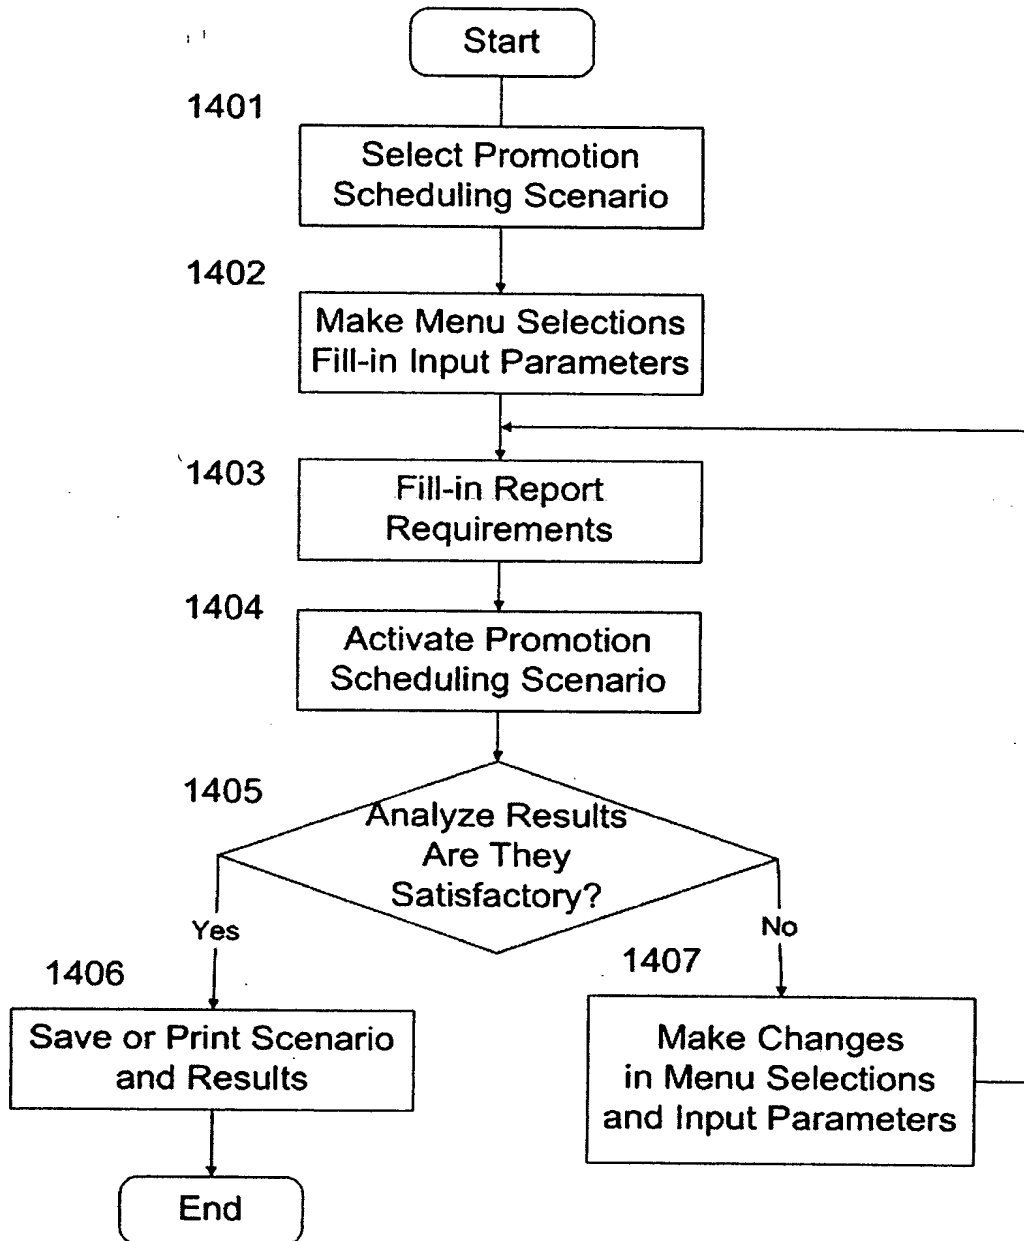 Start
1401
Select Promotion
Scheduling Scenario
1402
Make Menu Selections
Fill-in Input Parameters
1403
Fill-in Report
Requirements
1404
Activate Promotion
Scheduling Scenario
1405
Analyze Results
Are They
Satisfactory?
Yes
No
1406
Save or Print Scenario
and Results
1407
Make Changes
in Menu Selections
and Input Parameters
End